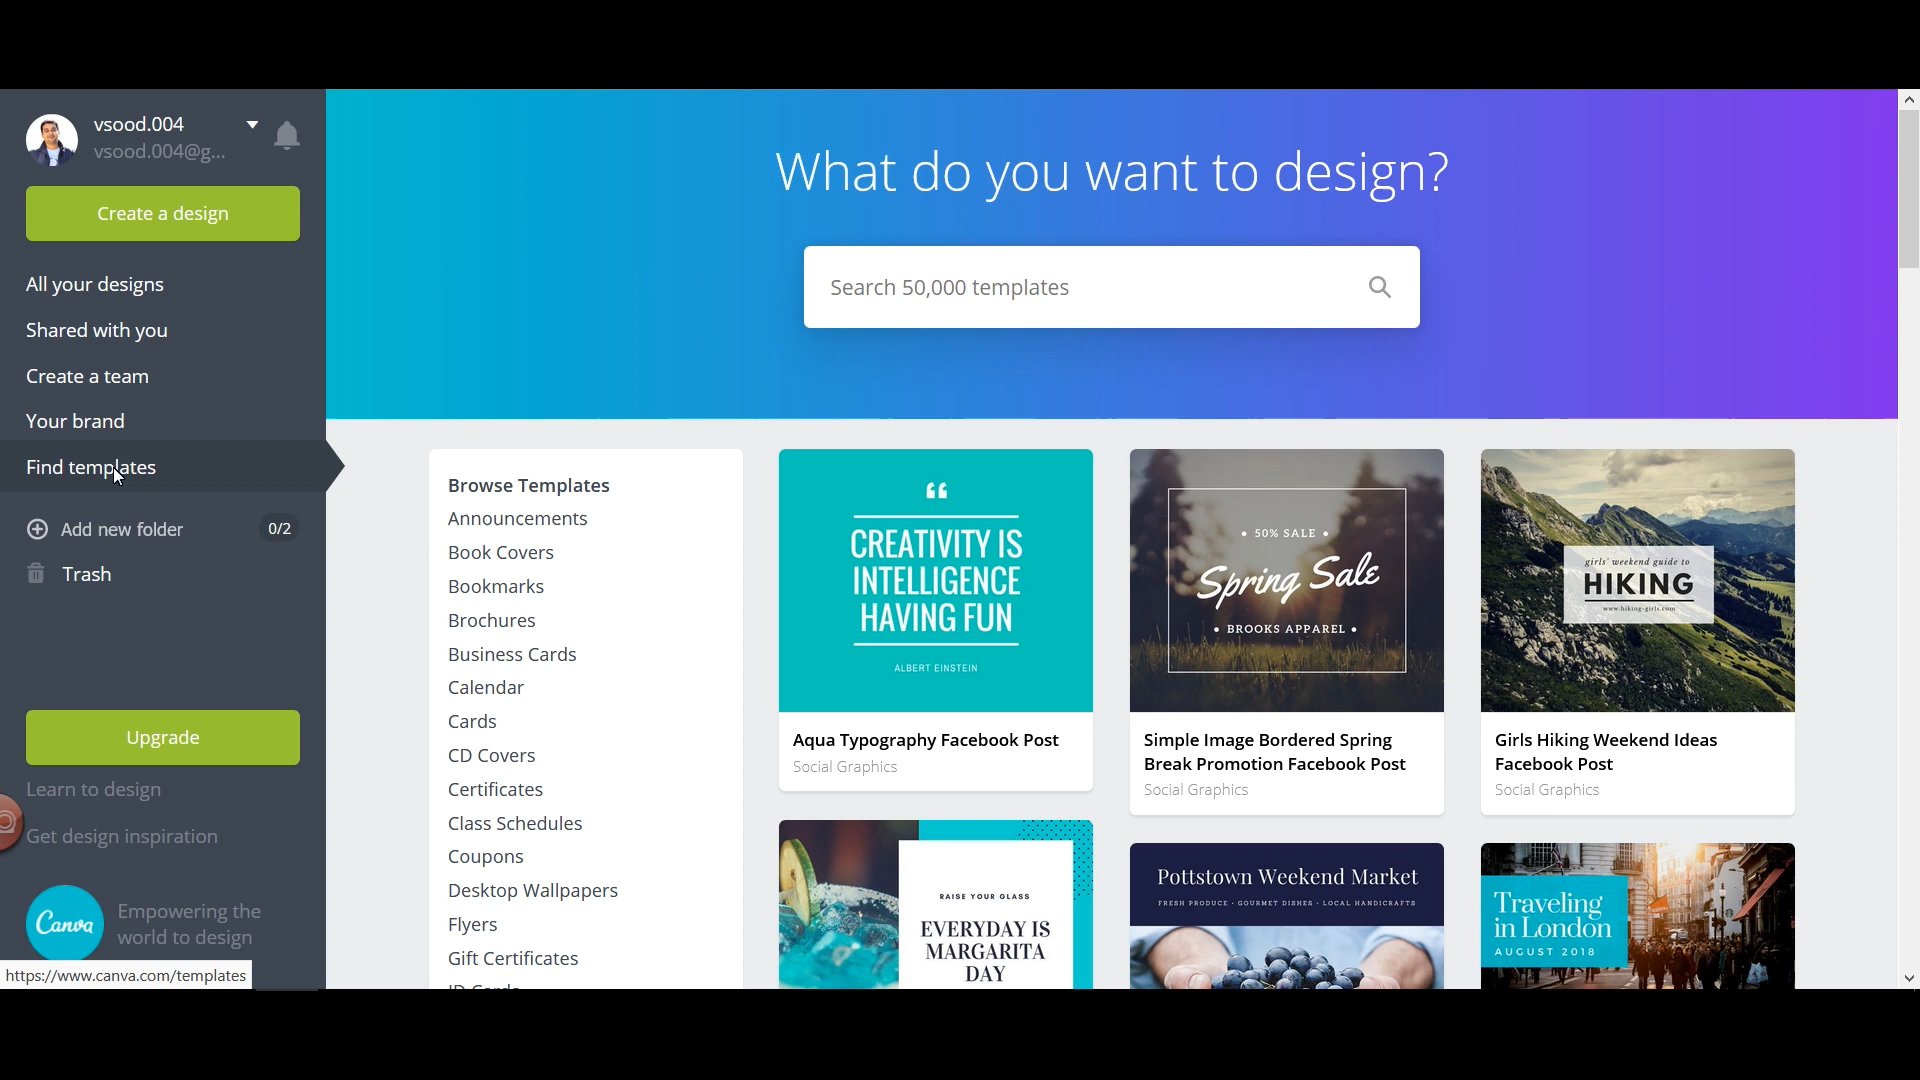 vsood.004
vsood.004@g...
Create a design
All your designs
Shared with you
Create a team
Your brand
Find templates
Add new folder
0/2
Trash
Upgrade
Learn to design
Get design inspiration
Canva
Empowering the
world to design
https://www.canva.com/templates
What do you want to design?
Search 50,000 templates
Browse Templates
Announcements
Book Covers
Bookmarks
Brochures
Business Cards
Calendar
Cards
CD Covers
Certificates
Class Schedules
Coupons
Desktop Wallpapers
Flyers
Gift Certificates
ID Cards
“
CREATIVITY IS
INTELLIGENCE
HAVING FUN
ALBERT EINSTEIN
Aqua Typography Facebook Post
Social Graphics
• 50% SALE •
Spring Sale
• BROOKS APPAREL •
Simple Image Bordered Spring
Break Promotion Facebook Post
Social Graphics
girls' weekend guide to
HIKING
www.hiking-girls.com
Girls Hiking Weekend Ideas
Facebook Post
Social Graphics
RAISE YOUR GLASS
EVERYDAY IS
MARGARITA
DAY
Pottstown Weekend Market
FRESH PRODUCE • GOURMET DISHES • LOCAL HANDICRAFTS
Traveling
in London
AUGUST 2018